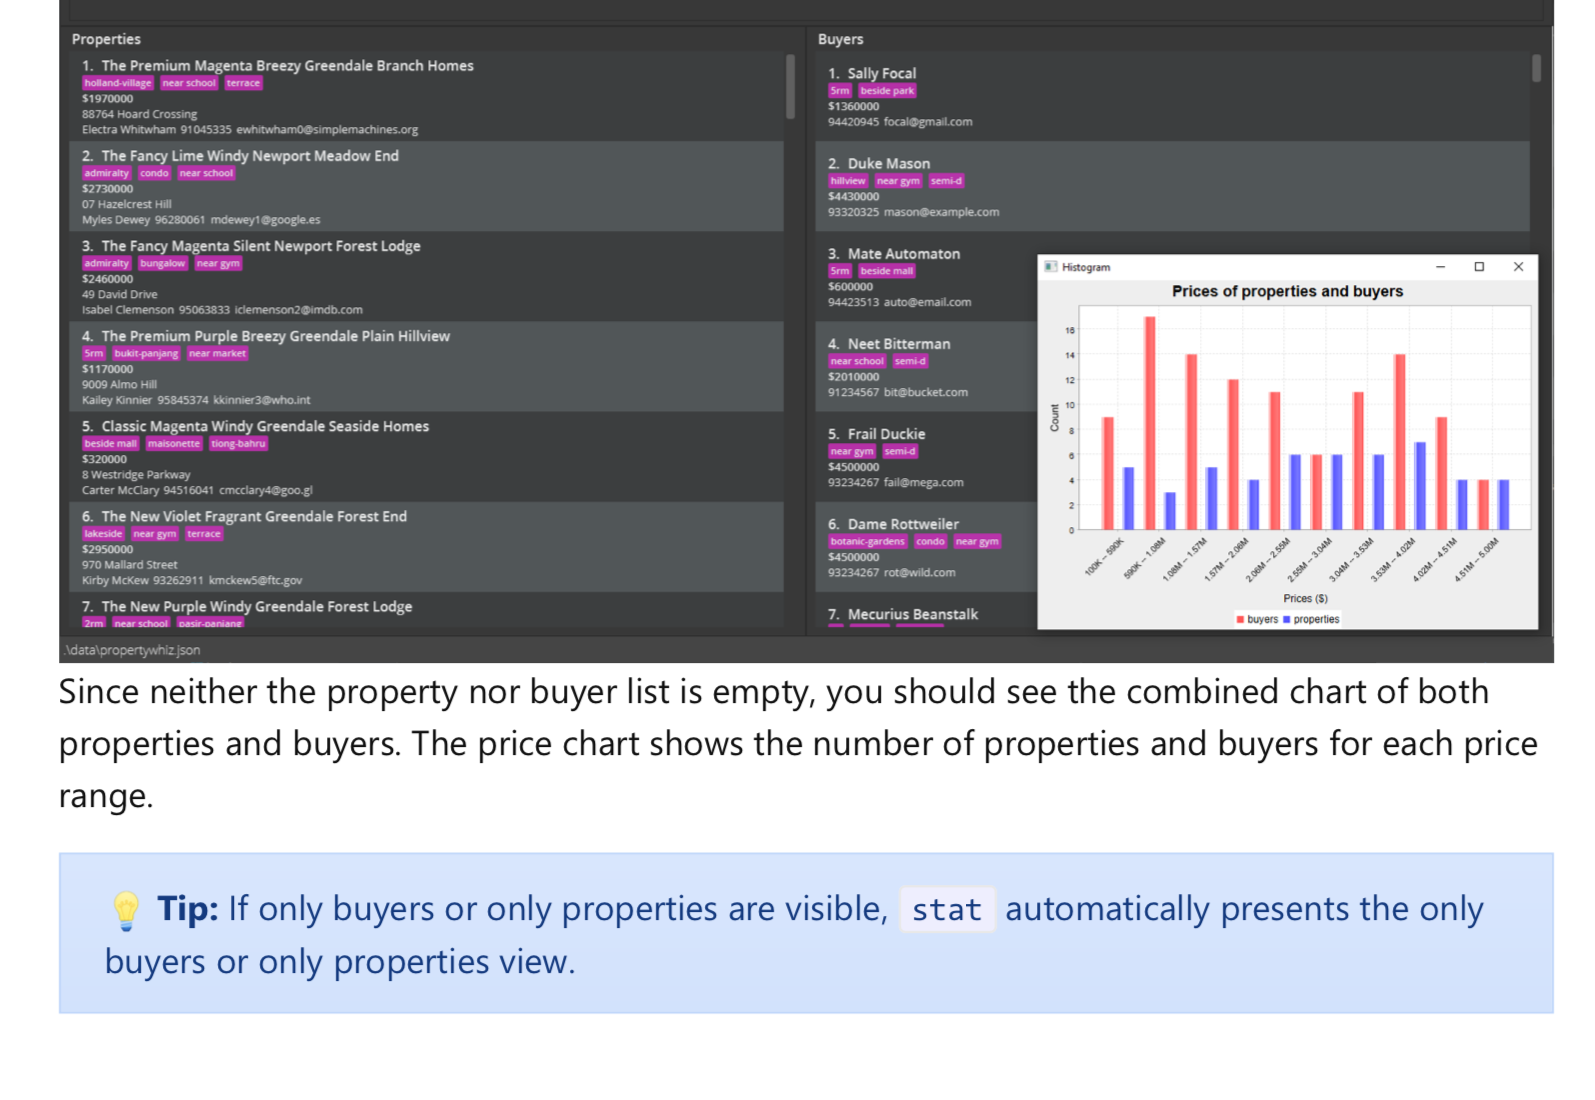 Properties
1. The Premium Magenta Breezy Greendale Branch Homes
holland-village near school terrace
$1970000
88764 Hoard Crossing
Electra Whitwham 91045335 ewhitwham0@simplemachines.org
2. The Fancy Lime Windy Newport Meadow End
admiralty condo near school
$2730000
07 Hazelcrest Hill
Myles Dewey 96280061 mdewey1@google.es
3. The Fancy Magenta Silent Newport Forest Lodge
admiralty bungalow near gym
$2460000
49 David Drive
Isabel Clemenson 95063833 iclemenson2@imdb.com
4. The Premium Purple Breezy Greendale Plain Hillview
5rm bukit-panjang near market
$1170000
9009 Almo Hill
Kailey Kinnier 95845374 kkinnier3@who.int
5. Classic Magenta Windy Greendale Seaside Homes
beside mall maisonette tiong-bahru
$320000
8 Westridge Parkway
Carter McClary 94516041 cmcclary4@goo.gl
6. The New Violet Fragrant Greendale Forest End
lakeside near gym terrace
$2950000
970 Mallard Street
Kirby McKew 93262911 kmckew5@ftc.gov
7. The New Purple Windy Greendale Forest Lodge
2rm near school pasir-panjang
Buyers
1. Sally Focal
5rm beside park
$1360000
94420945 focal@gmail.com
2. Duke Mason
hillview near gym semi-d
$4430000
93320325 mason@example.com
3. Mate Automaton
5rm beside mall
$600000
94423513 auto@email.com
4. Neet Bitterman
near school semi-d
$2010000
91234567 bit@bucket.com
5. Frail Duckie
near gym semi-d
$4500000
93234267 fail@mega.com
6. Dame Rottweiler
botanic-gardens condo near gym
$4500000
93234267 rot@wild.com
7. Mecurius Beanstalk
Histogram
Prices of properties and buyers
Count
16
14
12
10
8
6
4
2
0
100K – 590K
590K – 1.08M
1.08M – 1.57M
1.57M – 2.06M
2.06M – 2.55M
2.55M – 3.04M
3.04M – 3.53M
3.53M – 4.02M
4.02M – 4.51M
4.51M – 5.00M
Prices ($)
buyers properties
.\data\propertywhiz.json
Since neither the property nor buyer list is empty, you should see the combined chart of both
properties and buyers. The price chart shows the number of properties and buyers for each price
range.
Tip: If only buyers or only properties are visible, stat automatically presents the only
buyers or only properties view.